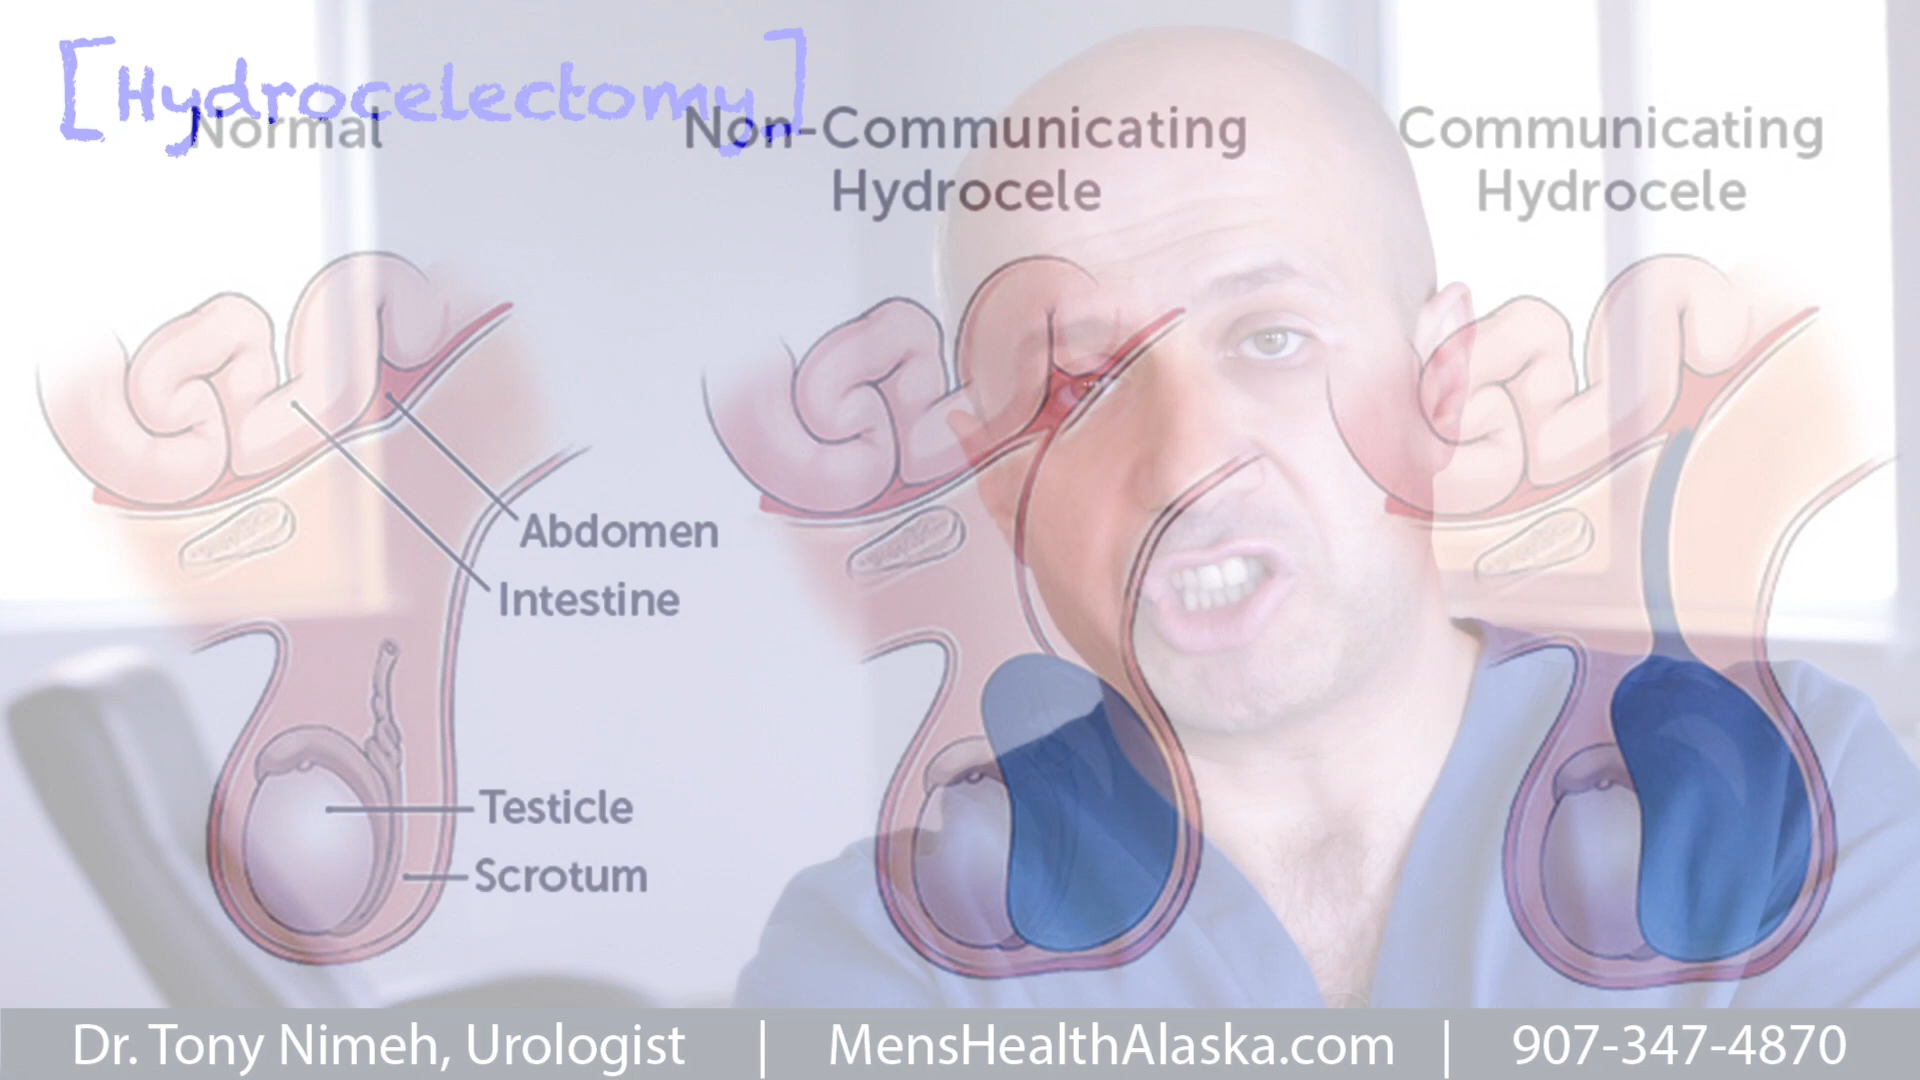 [Hydrocelectomy]
Normal
Non-Communicating
Hydrocele
Communicating
Hydrocele
Abdomen
Intestine
Testicle
Scrotum
Dr. Tony Nimeh, Urologist | MensHealthAlaska.com | 907-347-4870